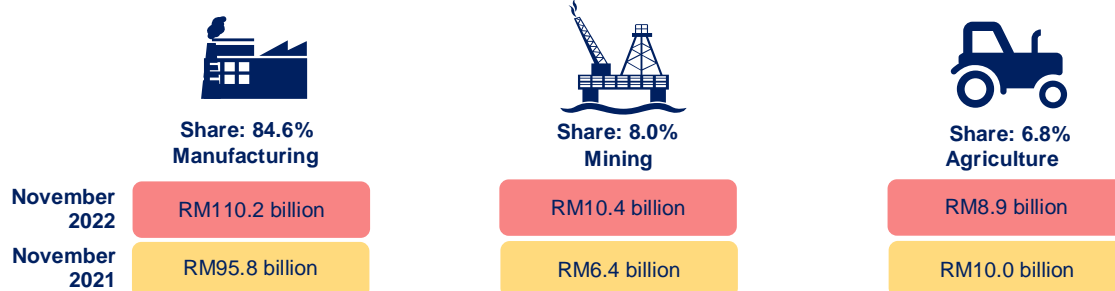 Share: 84.6%
Manufacturing
Share: 8.0%
Mining
Share: 6.8%
Agriculture
November
2022
RM110.2 billion
RM10.4 billion
RM8.9 billion
November
2021
RM95.8 billion
RM6.4 billion
RM10.0 billion